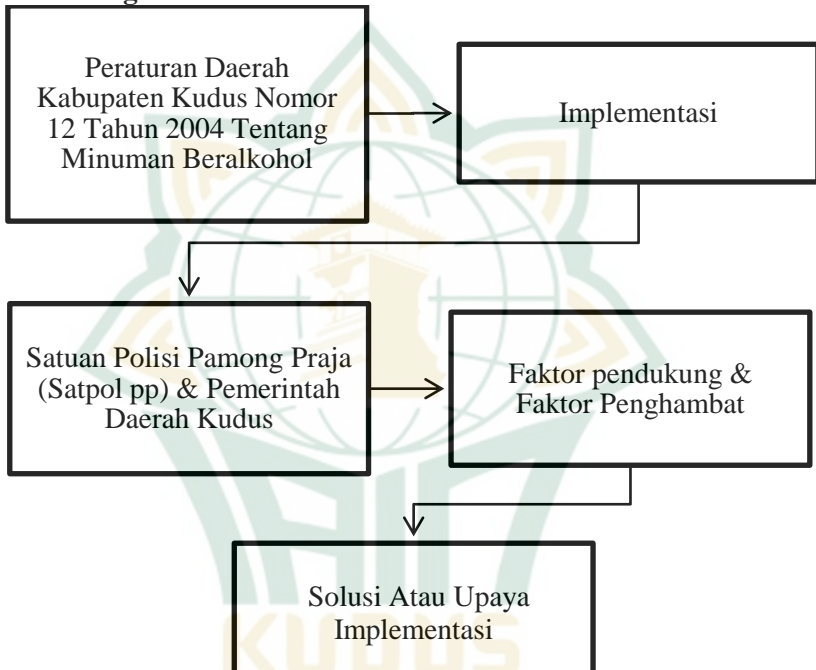 Peraturan Daerah
Kabupaten Kudus Nomor
12 Tahun 2004 Tentang
Minuman Beralkohol
Implementasi
Satuan Polisi Pamong Praja
(Satpol pp) & Pemerintah
Daerah Kudus
Faktor pendukung &
Faktor Penghambat
Solusi Atau Upaya
Implementasi
KUDUS